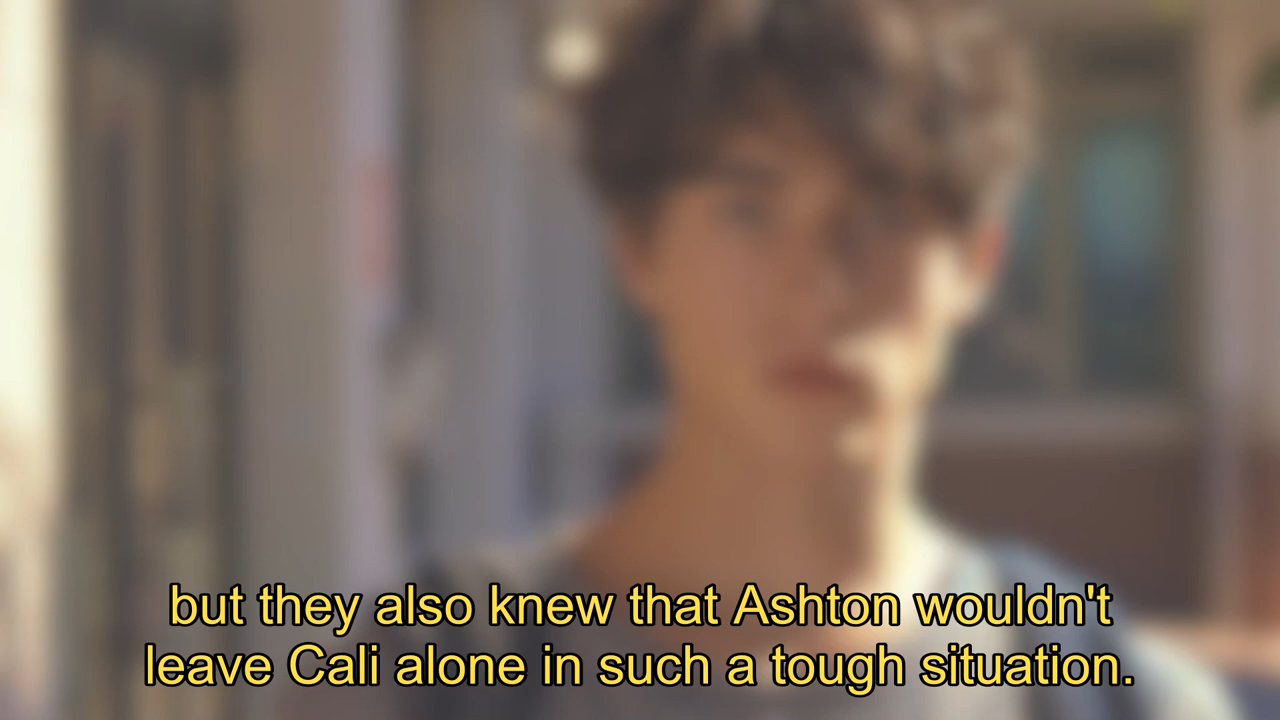 but they also knew that Ashton wouldn't
leave Cali alone in such a tough situation.